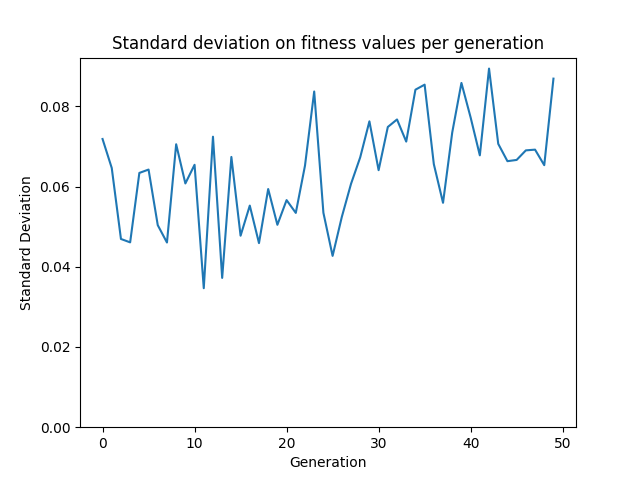 Standard deviation on fitness values per generation
0.08
0.06
0.04
0.02
0.00
Standard Deviation
0 10 20 30 40 50
Generation